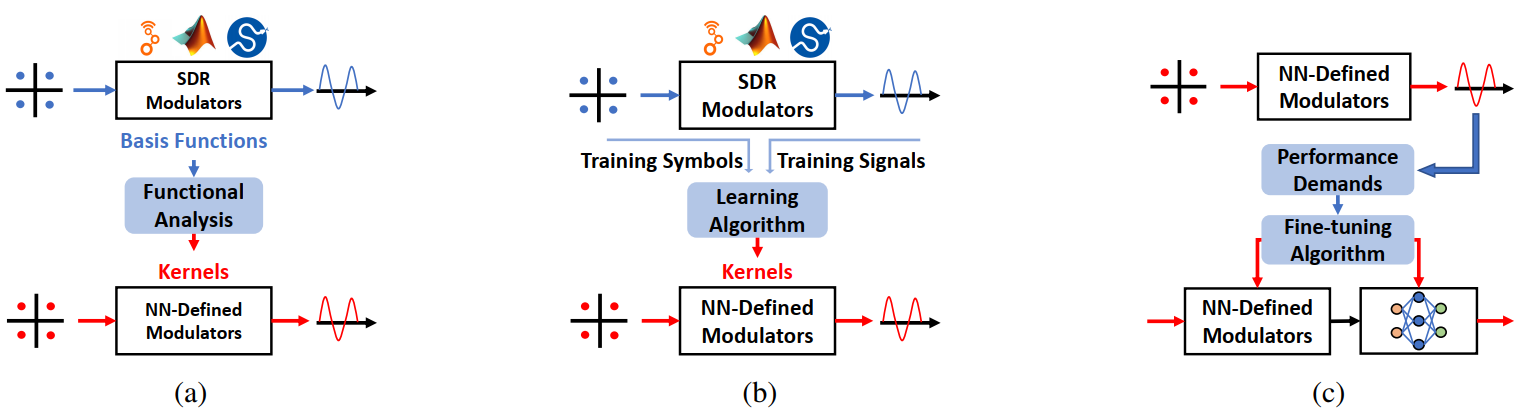 SDR
Modulators
Basis Functions
Functional
Analysis
Kernels
NN-Defined
Modulators
(a)
SDR
Modulators
Training Symbols
Training Signals
Learning
Algorithm
Kernels
NN-Defined
Modulators
(b)
NN-Defined
Modulators
Performance
Demands
Fine-tuning
Algorithm
NN-Defined
Modulators
(c)